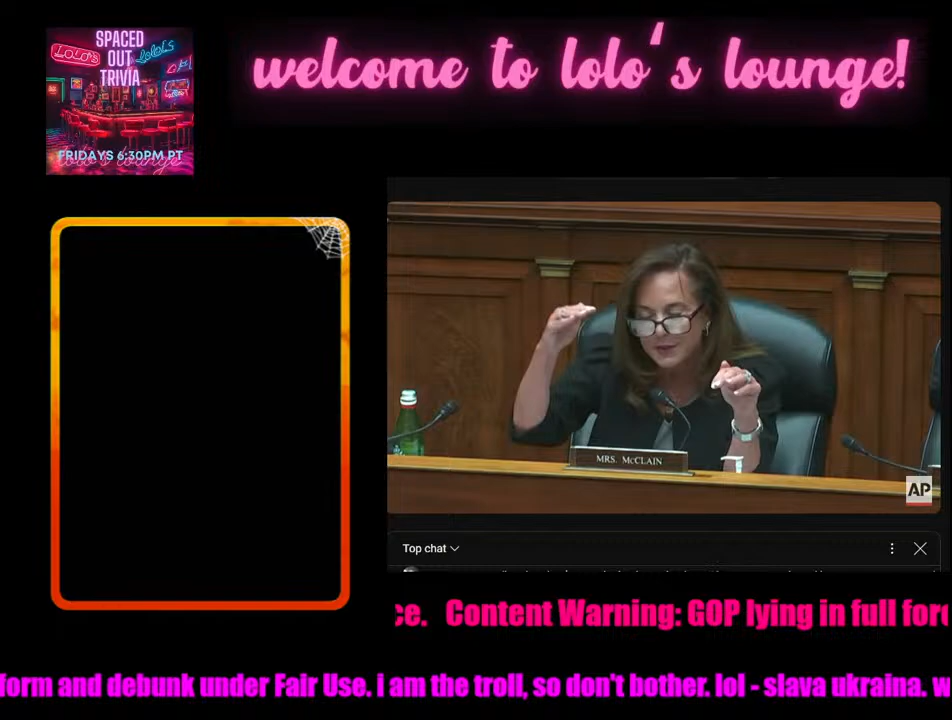 SPACED
OUT
TRIVIA
LOLO'S
FRIDAYS 6:30PM PT
lolo's lounge
welcome to lolo's lounge!
MRS. McCLAIN
AP
Top chat
ce. Content Warning: GOP lying in full forc
form and debunk under Fair Use. i am the troll, so don't bother. lol - slava ukraina. w